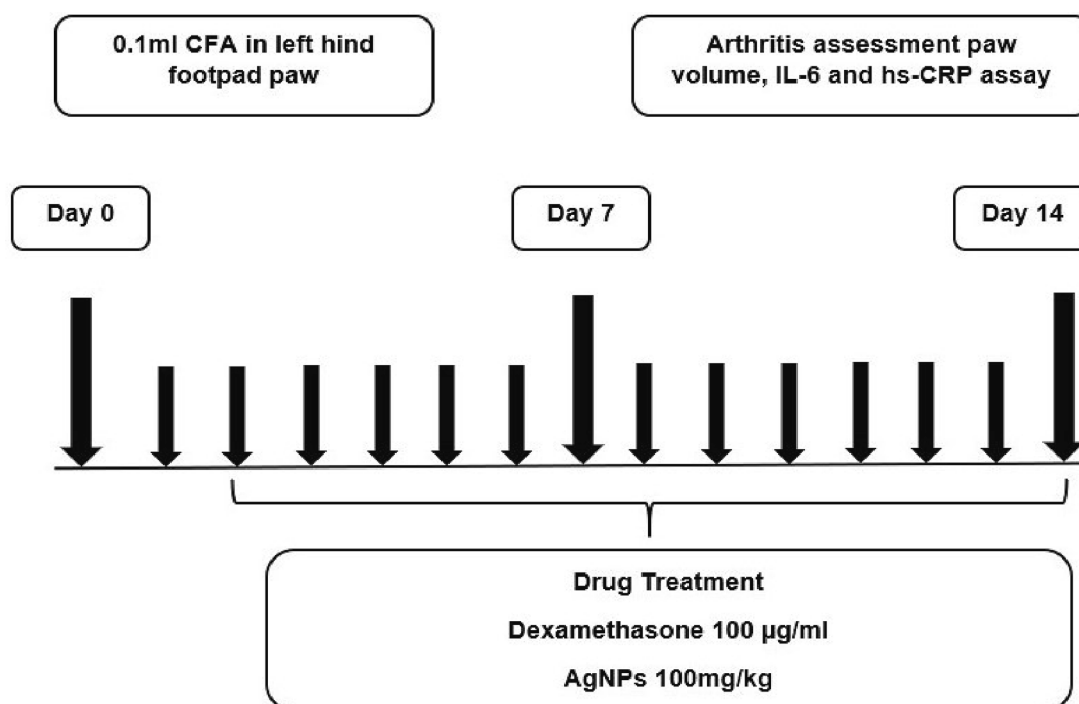 0.1ml CFA in left hind
footpad paw
Arthritis assessment paw
volume, IL-6 and hs-CRP assay
Day 0
Day 7
Day 14
Drug Treatment
Dexamethasone 100 µg/ml
AgNPs 100mg/kg